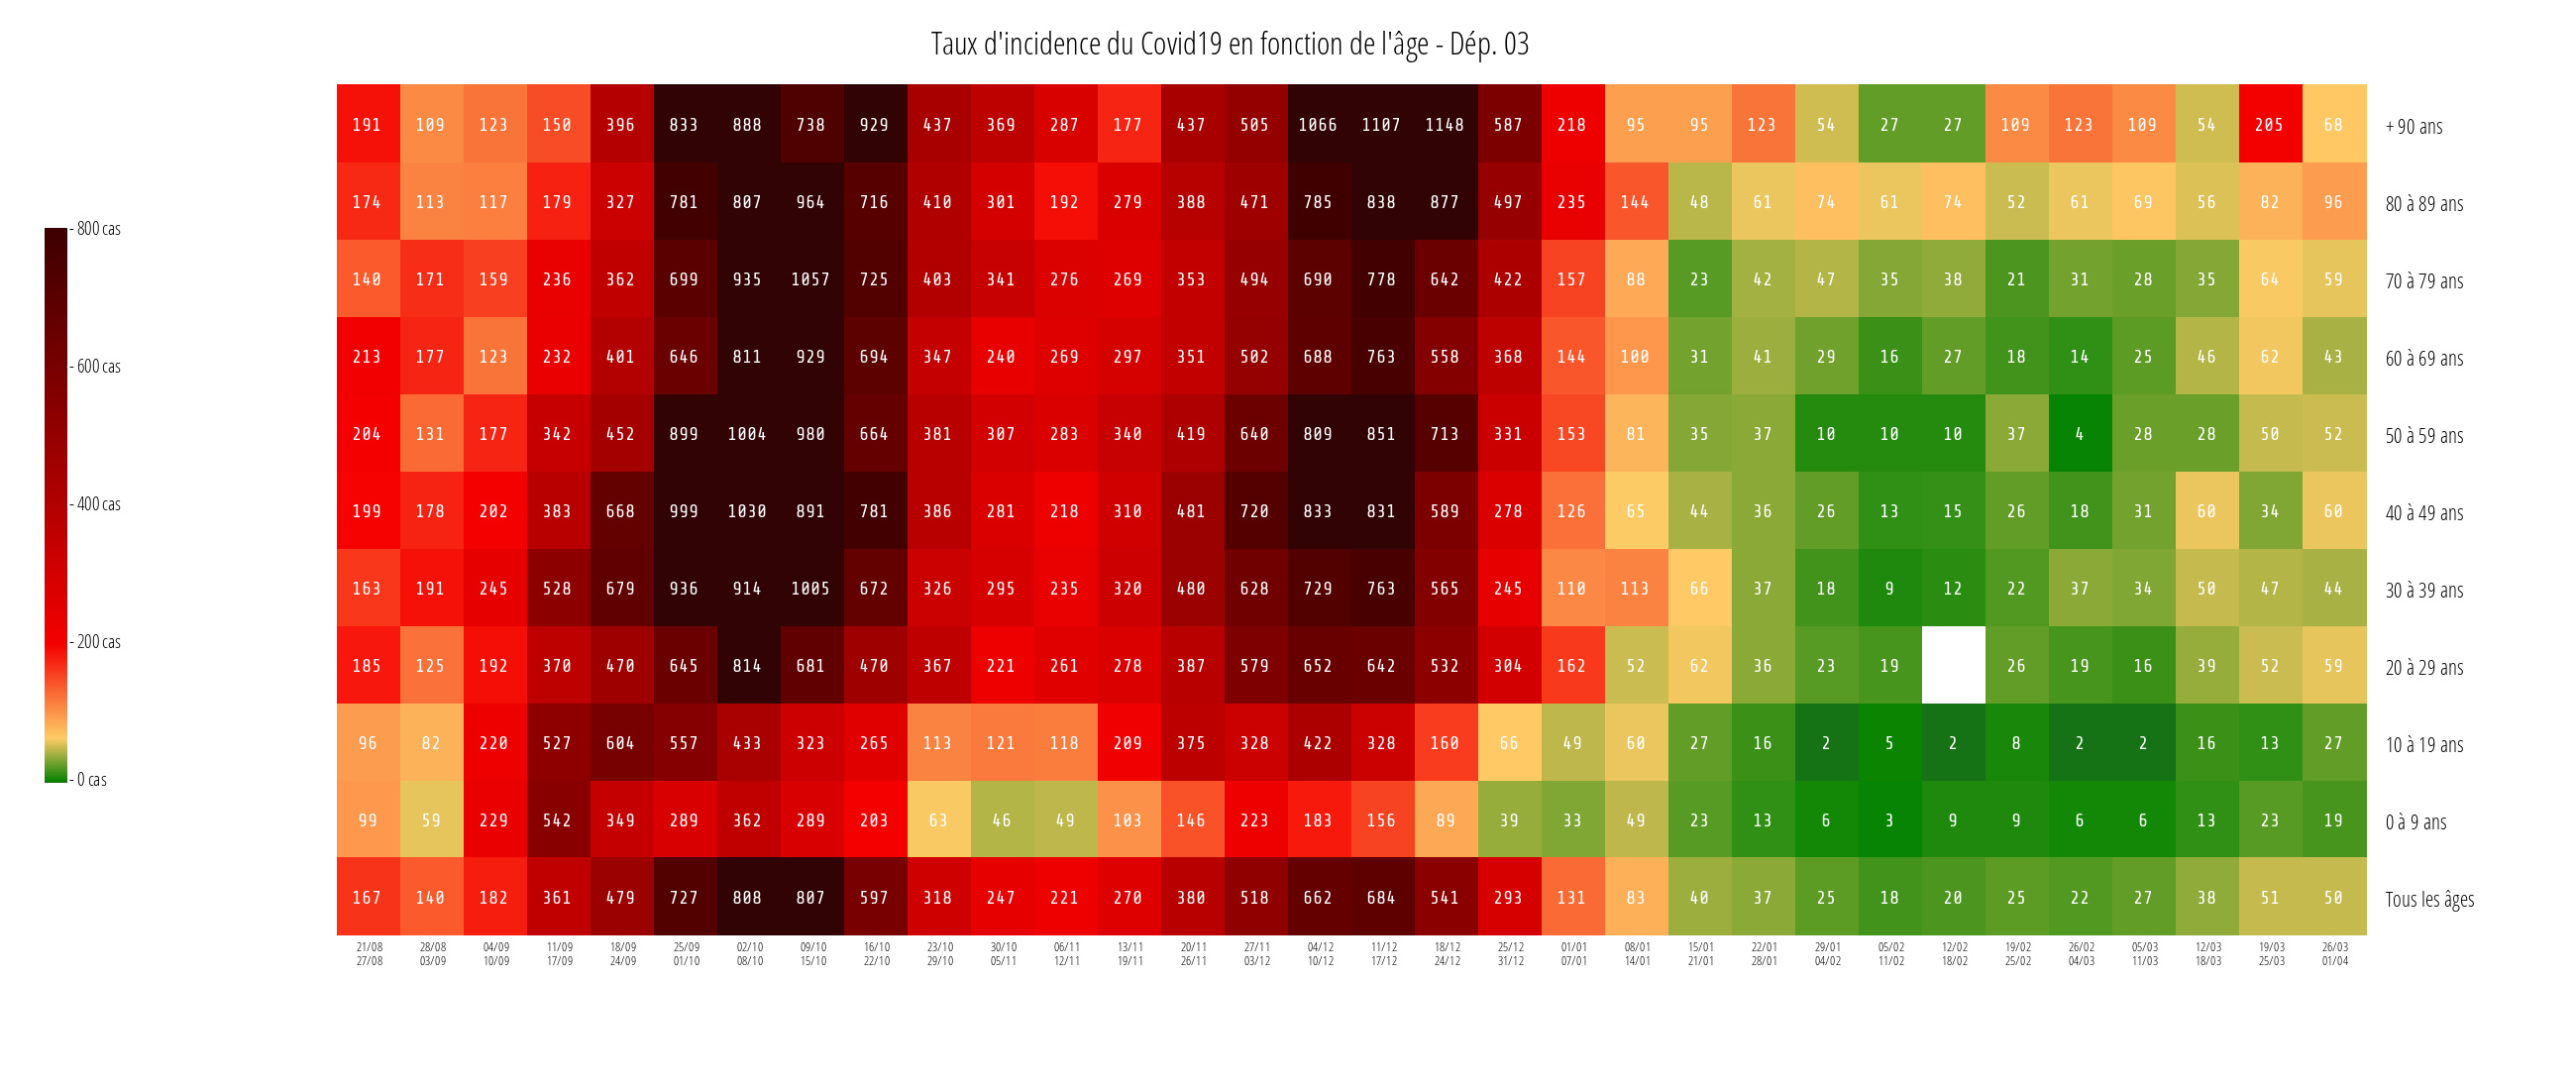 Taux d'incidence du Covid19 en fonction de l'âge - Dép. 03
191 109 123 150 396 833 888 738 929 437 369 287 177 437 505 1066 1107 1148 587 218 95 95 123 54 27 27 109 123 109 54 205 68 + 90 ans
174 113 117 179 327 781 807 964 716 410 301 192 279 388 471 785 838 877 497 235 144 48 61 74 61 74 52 61 69 56 82 96 80 à 89 ans
- 800 cas
140 171 159 236 362 699 935 1057 725 403 341 276 269 353 494 690 778 642 422 157 88 23 42 47 35 38 21 31 28 35 64 59 70 à 79 ans
213 177 123 232 401 646 811 929 694 347 240 269 297 351 502 688 763 558 368 144 100 31 41 29 16 27 18 14 25 46 62 43 60 à 69 ans
- 600 cas
204 131 177 342 452 899 1004 980 664 381 307 283 340 419 640 809 851 713 331 153 81 35 37 10 10 10 37 4 28 28 50 52 50 à 59 ans
- 400 cas
199 178 202 383 668 999 1030 891 781 386 281 218 310 481 720 833 831 589 278 126 65 44 36 26 13 15 26 18 31 60 34 60 40 à 49 ans
163 191 245 528 679 936 914 1005 672 326 295 235 320 480 628 729 763 565 245 110 113 66 37 18 9 12 22 37 34 50 47 44 30 à 39 ans
- 200 cas
185 125 192 370 470 645 814 681 470 367 221 261 278 387 579 652 642 532 304 162 52 62 36 23 19 26 19 16 39 52 59 20 à 29 ans
96 82 220 527 604 557 433 323 265 113 121 118 209 375 328 422 328 160 66 49 60 27 16 2 5 2 8 2 2 16 13 27 10 à 19 ans
- 0 cas
99 59 229 542 349 289 362 289 203 63 46 49 103 146 223 183 156 89 39 33 49 23 13 6 3 9 9 6 6 13 23 19 0 à 9 ans
167 140 182 361 479 727 808 807 597 318 247 221 270 380 518 662 684 541 293 131 83 40 37 25 18 20 25 22 27 38 51 50 Tous les âges
21/08 28/08 04/09 11/09 18/09 25/09 02/10 09/10 16/10 23/10 30/10 06/11 13/11 20/11 27/11 04/12 11/12 18/12 25/12 01/01 08/01 15/01 22/01 29/01 05/02 12/02 19/02 26/02 05/03 12/03 19/03 26/03
27/08 03/09 10/09 17/09 24/09 01/10 08/10 15/10 22/10 29/10 05/11 12/11 19/11 26/11 03/12 10/12 17/12 24/12 31/12 07/01 14/01 21/01 28/01 04/02 11/02 18/02 25/02 04/03 11/03 18/03 25/03 01/04